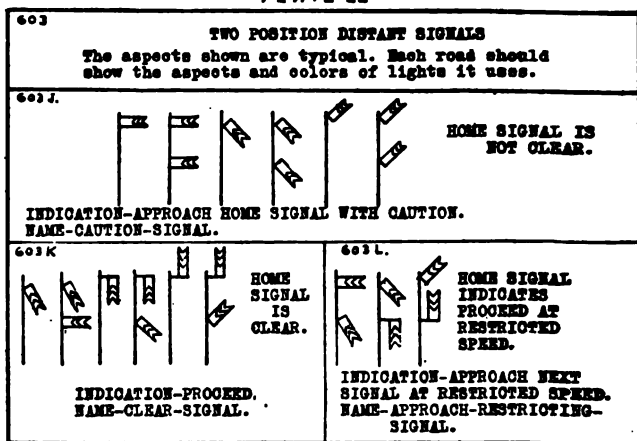 603
TWO POSITION DISTANT SIGNALS
The aspects shown are typical. Each road should
show the aspects and colors of lights it uses.
603 J.
HOME SIGNAL IS
NOT CLEAR.
INDICATION-APPROACH HOME SIGNAL WITH CAUTION.
NAME-CAUTION-SIGNAL.
603 K
HOME
SIGNAL
IS
CLEAR.
INDICATION-PROCEED.
NAME-CLEAR-SIGNAL.
603 L.
HOME SIGNAL
INDICATES
PROCEED AT
RESTRICTED
SPEED.
INDICATION-APPROACH NEXT
SIGNAL AT RESTRICTED SPEED.
NAME-APPROACH-RESTRICTING-
SIGNAL.